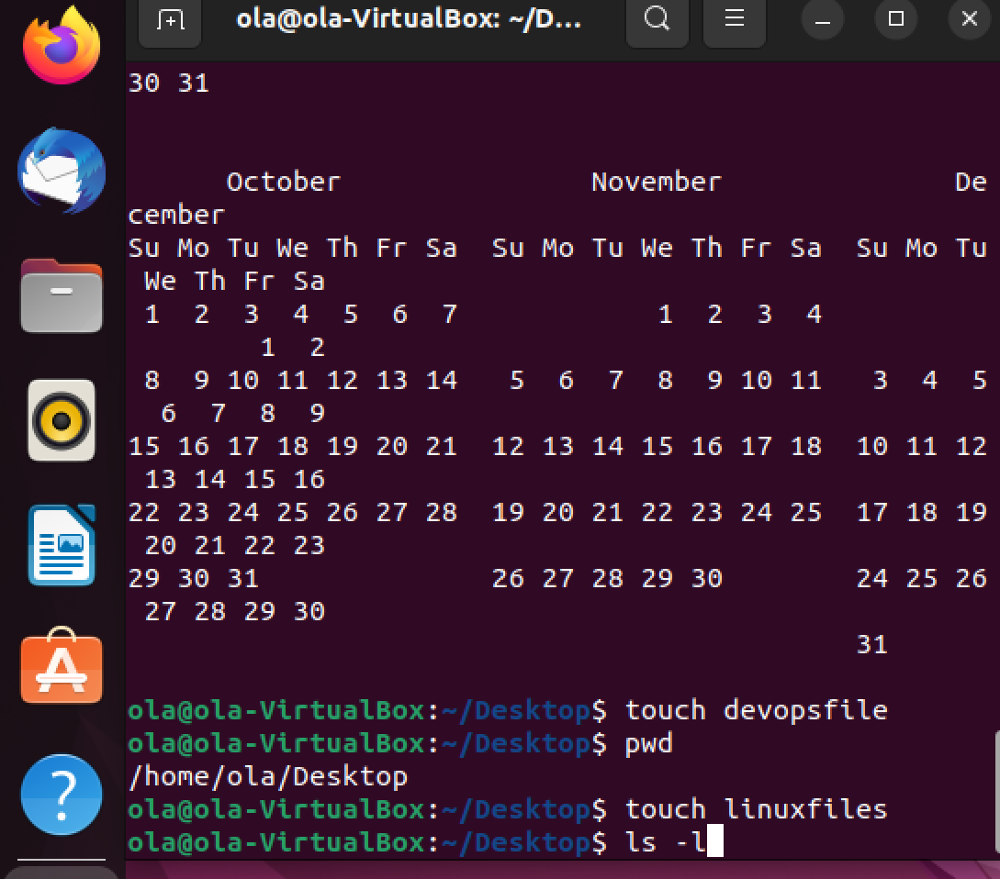 ola@ola-VirtualBox: ~/D...
30 31
October November De
cember
Su Mo Tu We Th Fr Sa Su Mo Tu We Th Fr Sa Su Mo Tu
We Th Fr Sa
1 2 3 4 5 6 7 1 2 3 4
1 2
8 9 10 11 12 13 14 5 6 7 8 9 10 11 3 4 5
6 7 8 9
15 16 17 18 19 20 21 12 13 14 15 16 17 18 10 11 12
13 14 15 16
22 23 24 25 26 27 28 19 20 21 22 23 24 25 17 18 19
20 21 22 23
29 30 31 26 27 28 29 30 24 25 26
27 28 29 30
31
ola@ola-VirtualBox:~/Desktop$ touch devopsfile
ola@ola-VirtualBox:~/Desktop$ pwd
/home/ola/Desktop
ola@ola-VirtualBox:~/Desktop$ touch linuxfiles
ola@ola-VirtualBox:~/Desktop$ ls -l